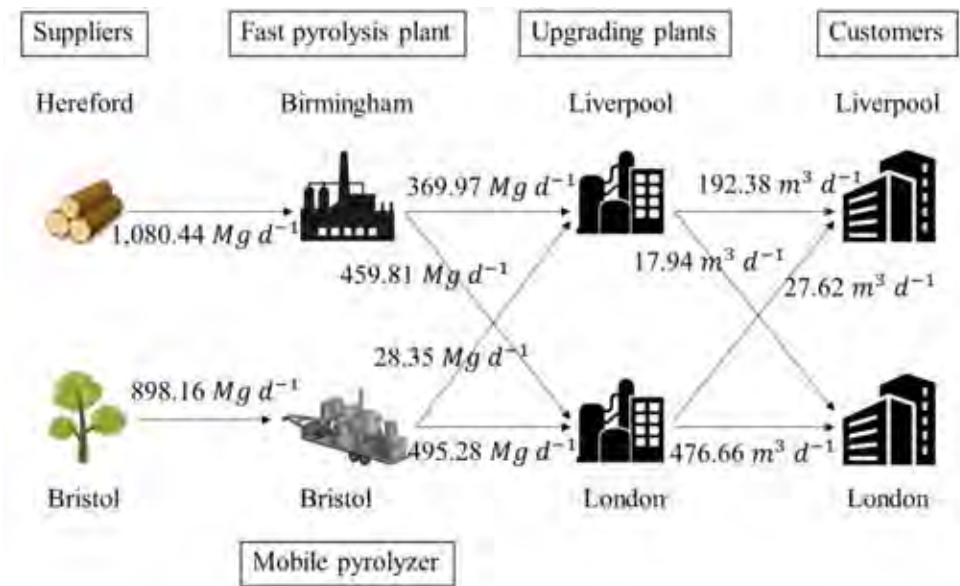 Suppliers
Fast pyrolysis plant
Upgrading plants
Customers
Hereford
Birmingham
Liverpool
Liverpool
1,080.44 Mg d⁻¹
369.97 Mg d⁻¹
192.38 m³ d⁻¹
459.81 Mg d⁻¹
17.94 m³ d⁻¹
27.62 m³ d⁻¹
28.35 Mg d⁻¹
898.16 Mg d⁻¹
495.28 Mg d⁻¹
476.66 m³ d⁻¹
Bristol
Bristol
London
London
Mobile pyrolyzer